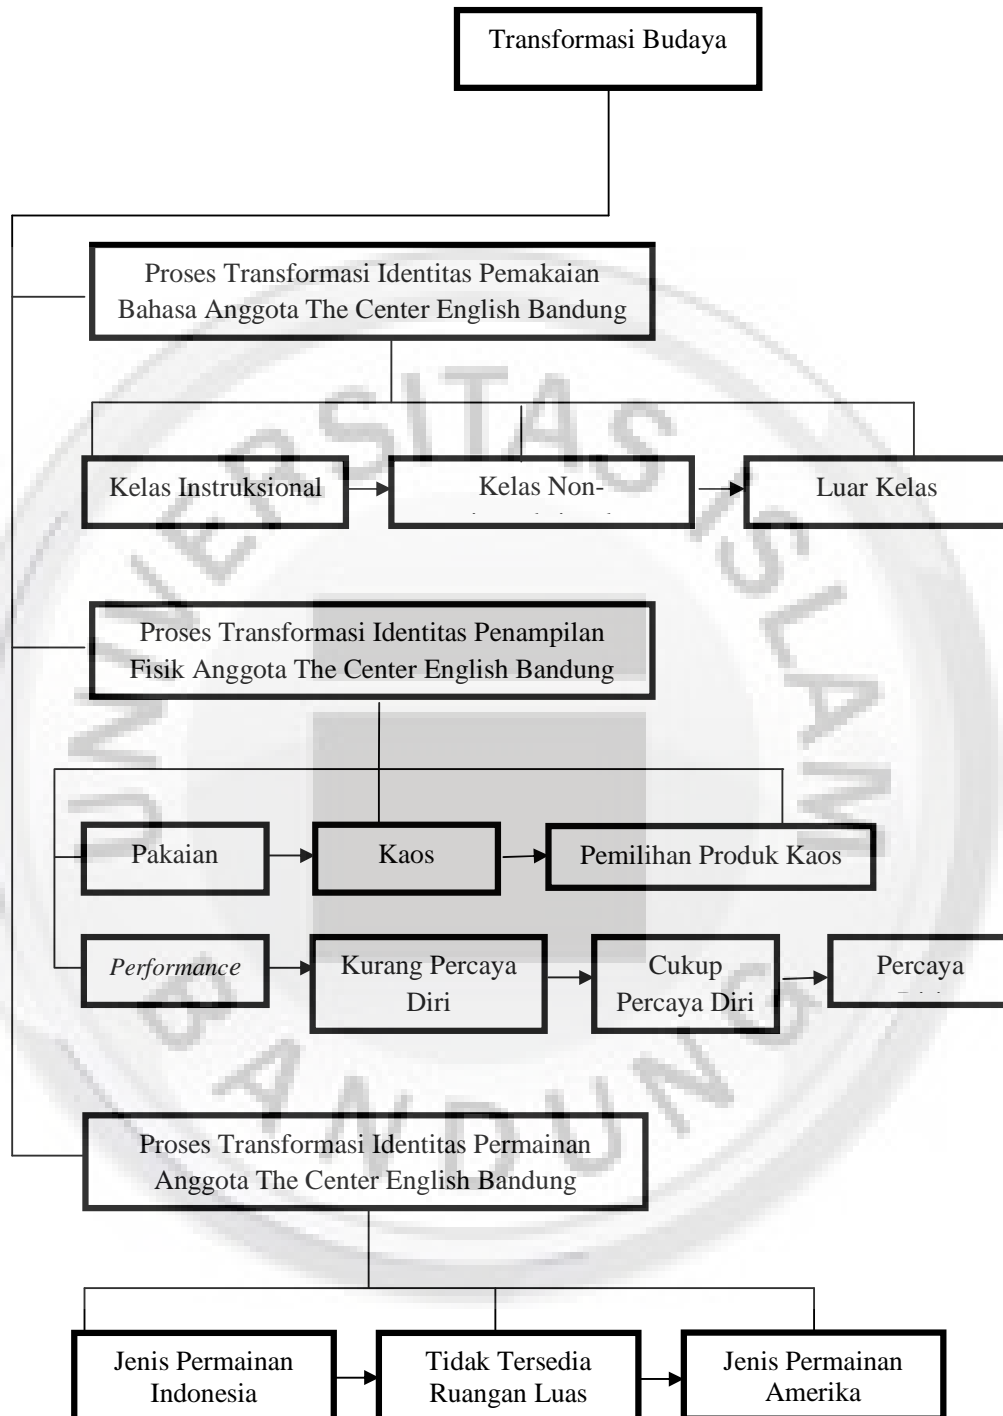 Transformasi Budaya
Proses Transformasi Identitas Pemakaian
Bahasa Anggota The Center English Bandung
Kelas Instruksional
Kelas Non-
Luar Kelas
Proses Transformasi Identitas Penampilan
Fisik Anggota The Center English Bandung
Pakaian
Kaos
Pemilihan Produk Kaos
Performance
Kurang Percaya
Diri
Cukup
Percaya Diri
Percaya
Proses Transformasi Identitas Permainan
Anggota The Center English Bandung
Jenis Permainan
Indonesia
Tidak Tersedia
Ruangan Luas
Jenis Permainan
Amerika
UNIVERSITAS ISLAM
BANDUNG